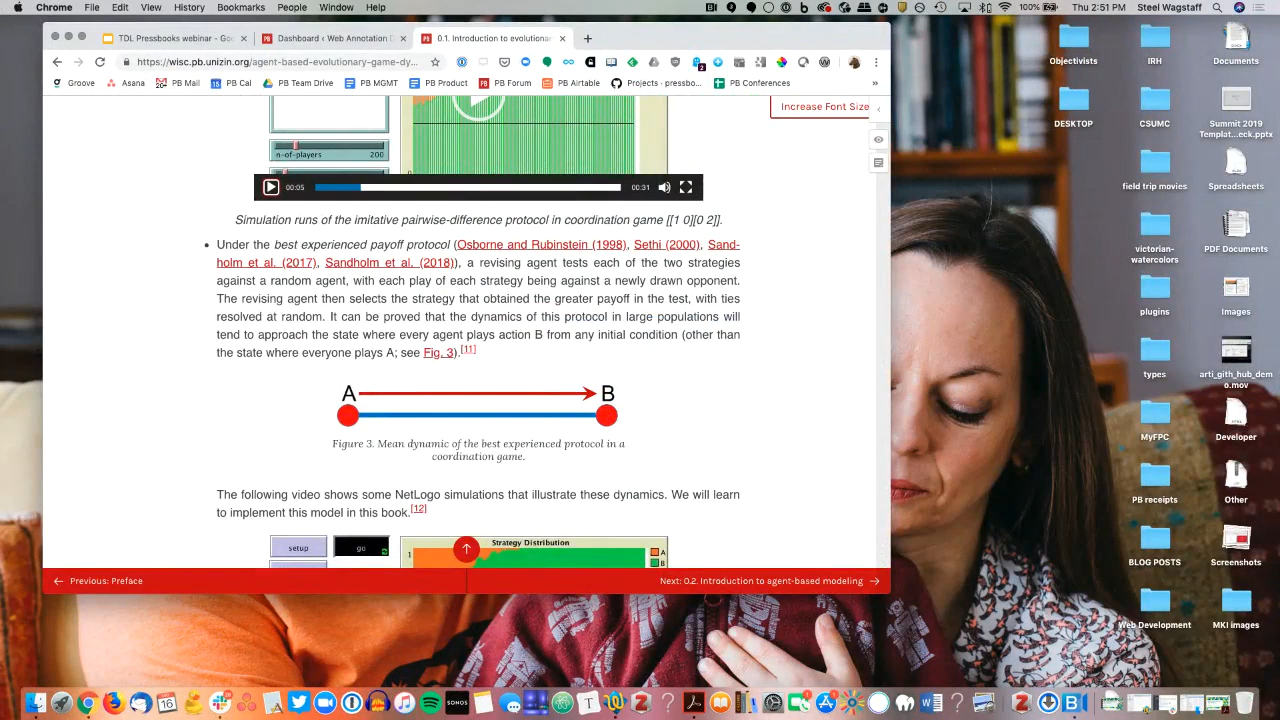 Chrome File Edit View History Bookmarks People Window Help
100% Thu 2:51 PM
TDL Pressbooks webinar - Goo
Dashboard ‹ Web Annotation D
0.1. Introduction to evolutionar
https://wisc.pb.unizin.org/agent-based-evolutionary-game-dy...
Groove Asana PB Mail PB Cal PB Team Drive PB MGMT PB Product PB Forum PB Airtable Projects · pressbo... PB Conferences »
Increase Font Size
n-of-players 200
00:05 00:31
Simulation runs of the imitative pairwise-difference protocol in coordination game [[1 0][0 2]].
• Under the best experienced payoff protocol (Osborne and Rubinstein (1998), Sethi (2000), Sand-
holm et al. (2017), Sandholm et al. (2018)), a revising agent tests each of the two strategies
against a random agent, with each play of each strategy being against a newly drawn opponent.
The revising agent then selects the strategy that obtained the greater payoff in the test, with ties
resolved at random. It can be proved that the dynamics of this protocol in large populations will
tend to approach the state where every agent plays action B from any initial condition (other than
the state where everyone plays A; see Fig. 3).[11]
A B
Figure 3. Mean dynamic of the best experienced protocol in a
coordination game.
The following video shows some NetLogo simulations that illustrate these dynamics. We will learn
to implement this model in this book.[12]
setup go
Strategy Distribution
1
A
B
← Previous: Preface
Next: 0.2. Introduction to agent-based modeling →
Objectivists IRH Documents
DESKTOP CSUMC Summit 2019
Templat...eck.pptx
field trip movies Spreadsheets
victorian-
watercolors
PDF Documents
plugins Images
types arti_gith_hub_dem
o.mov
MyFPC Developer
PB receipts Other
BLOG POSTS Screenshots
Web Development MKI images
SONOS